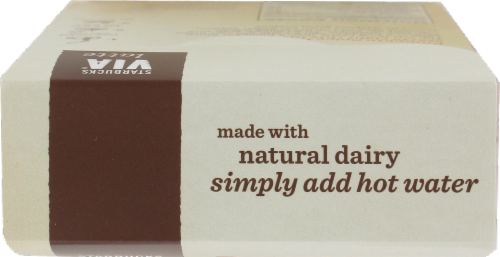 STARBUCKS
VIA
latte
made with
natural dairy
simply add hot water